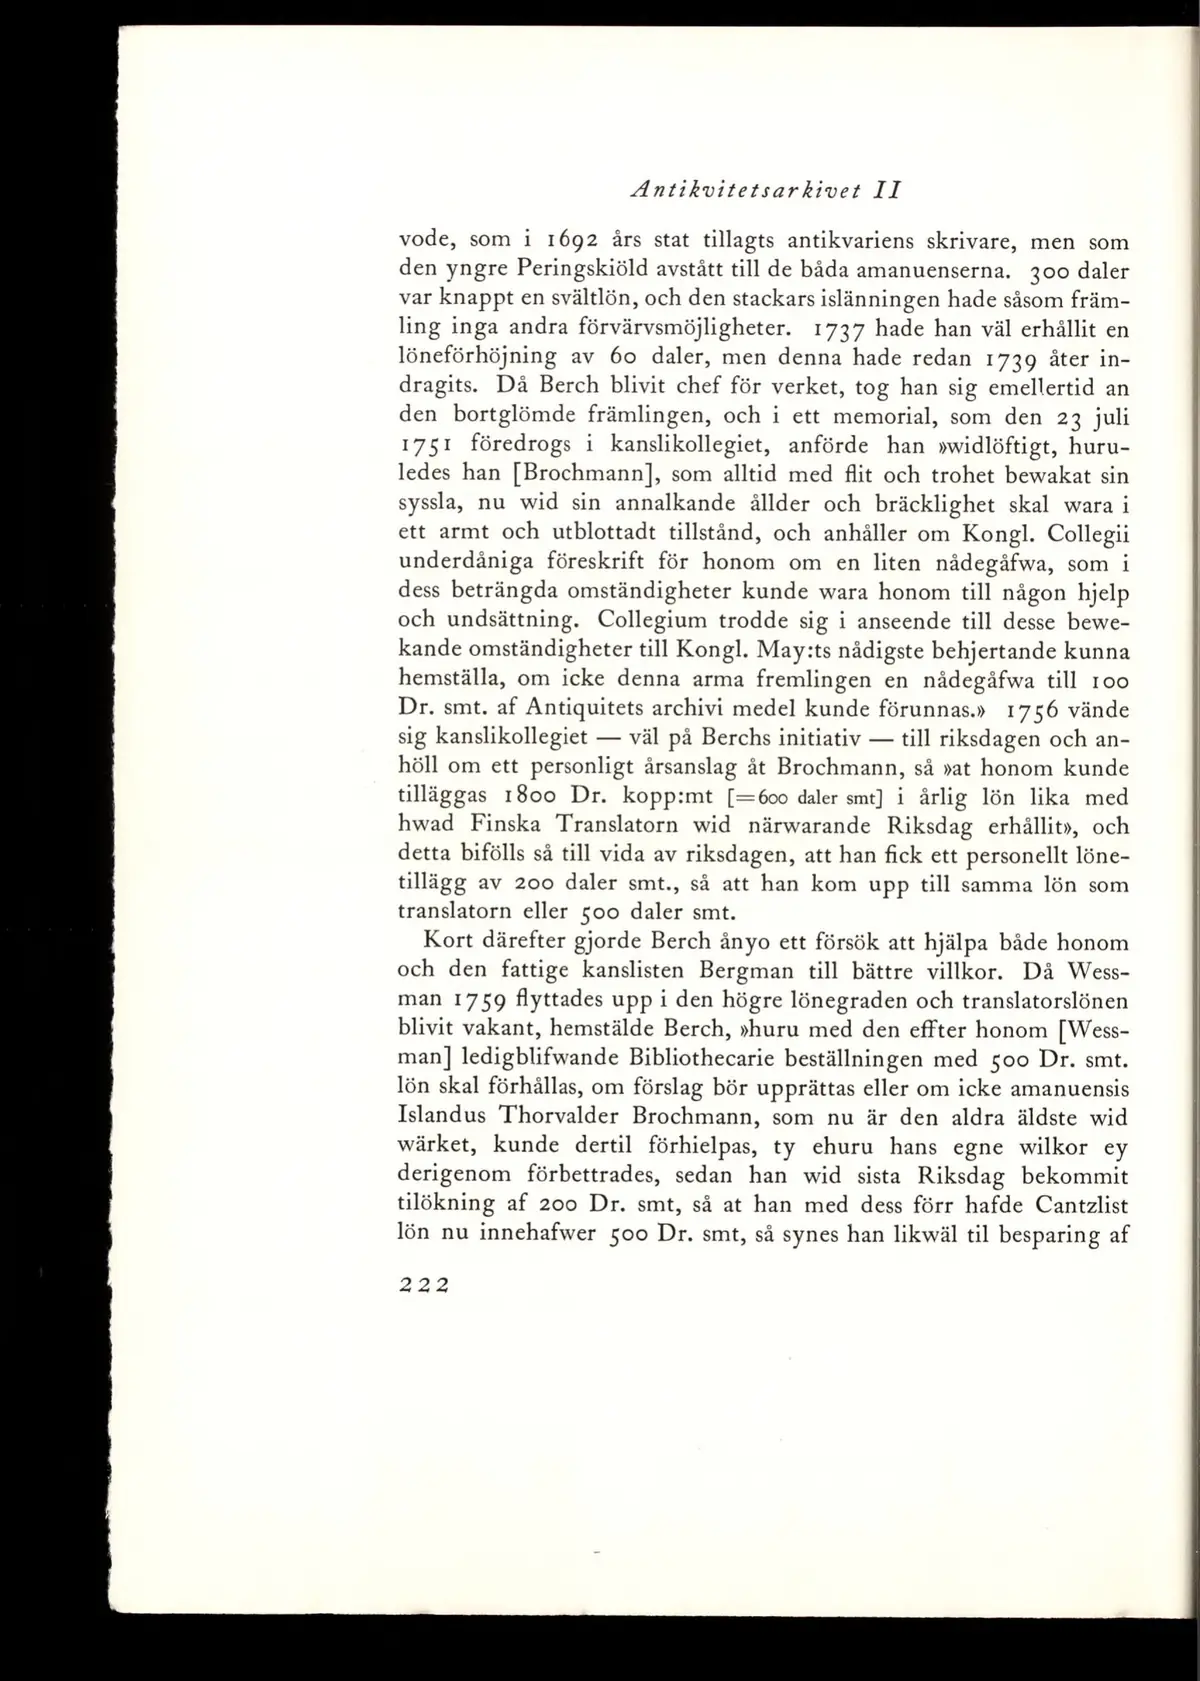 Antikvitetsarkivet II
vode, som i 1692 års stat tillagts antikvariens skrivare, men som
den yngre Peringskiöld avstått till de båda amanuenserna. 300 daler
var knappt en svältlön, och den stackars islänningen hade såsom främ-
ling inga andra förvärvsmöjligheter. 1737 hade han väl erhållit en
löneförhöjning av 60 daler, men denna hade redan 1739 åter in-
dragits. Då Berch blivit chef för verket, tog han sig emellertid an
den bortglömde främlingen, och i ett memorial, som den 23 juli
1751 föredrogs i kanslikollegiet, anförde han »widlöftigt, huru-
ledes han [Brochmann], som alltid med flit och trohet bewakat sin
syssla, nu wid sin annalkande ållder och bräcklighet skal wara i
ett armt och utblottadt tillstånd, och anhåller om Kongl. Collegii
underdåniga föreskrift för honom om en liten nådegåfwa, som i
dess beträngda omständigheter kunde wara honom till någon hjelp
och undsättning. Collegium trodde sig i anseende till desse bewe-
kande omständigheter till Kongl. May:ts nådigste behjertande kunna
hemställa, om icke denna arma fremlingen en nådegåfwa till 100
Dr. smt. af Antiquitets archivi medel kunde förunnas.» 1756 vände
sig kanslikollegiet — väl på Berchs initiativ — till riksdagen och an-
höll om ett personligt årsanslag åt Brochmann, så »at honom kunde
tilläggas 1800 Dr. kopp:mt [=600 daler smt] i årlig lön lika med
hwad Finska Translatorn wid närwarande Riksdag erhållit», och
detta bifölls så till vida av riksdagen, att han fick ett personellt löne-
tillägg av 200 daler smt., så att han kom upp till samma lön som
translatorn eller 500 daler smt.
Kort därefter gjorde Berch ånyo ett försök att hjälpa både honom
och den fattige kanslisten Bergman till bättre villkor. Då Wess-
man 1759 flyttades upp i den högre lönegraden och translatorslönen
blivit vakant, hemstälde Berch, »huru med den effter honom [Wess-
man] ledigblifwande Bibliothecarie beställningen med 500 Dr. smt.
lön skal förhållas, om förslag bör upprättas eller om icke amanuensis
Islandus Thorvalder Brochmann, som nu är den aldra äldste wid
wärket, kunde dertil förhielpas, ty ehuru hans egne wilkor ey
derigenom förbettrades, sedan han wid sista Riksdag bekommit
tilökning af 200 Dr. smt, så at han med dess förr hafde Cantzlist
lön nu innehafwer 500 Dr. smt, så synes han likwäl til besparing af
222